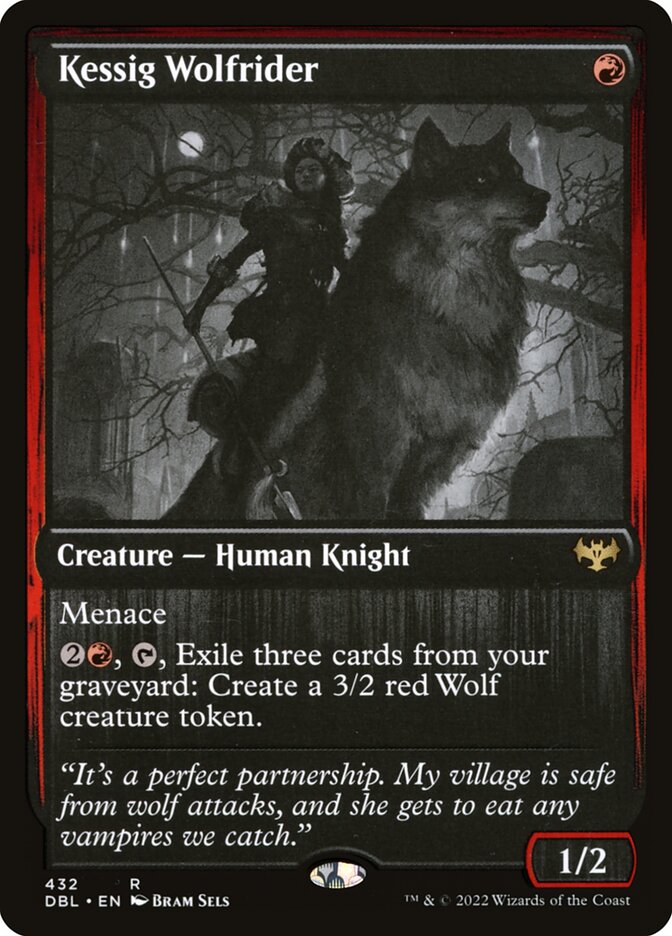 Kessig Wolfrider
Creature — Human Knight
Menace
2, , Exile three cards from your
graveyard: Create a 3/2 red Wolf
creature token.
“It's a perfect partnership. My village is safe
from wolf attacks, and she gets to eat any
vampires we catch.”
1/2
432 R
DBL • EN Bram Sels
™ & © 2022 Wizards of the Coast